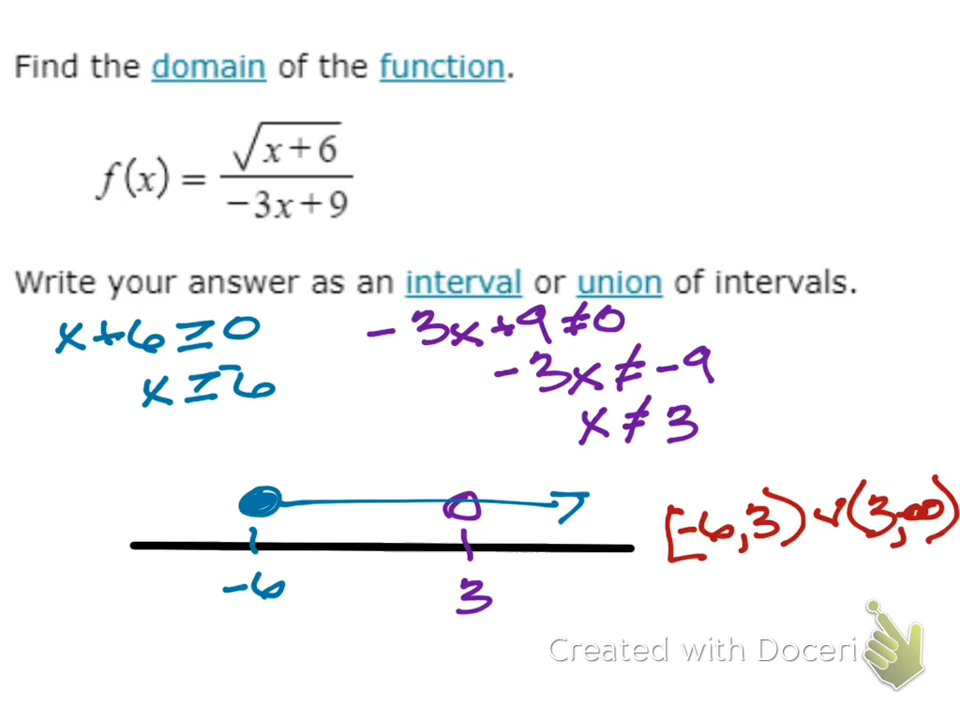 Find the domain of the function.
f(x) = √(x+6) / (−3x+9)
Write your answer as an interval or union of intervals.
x+6≥0 -3x+9≠0
x≥-6 -3x≠-9
x≠3
[-6,3)∪(3,∞)
-6 3
Created with Doceri